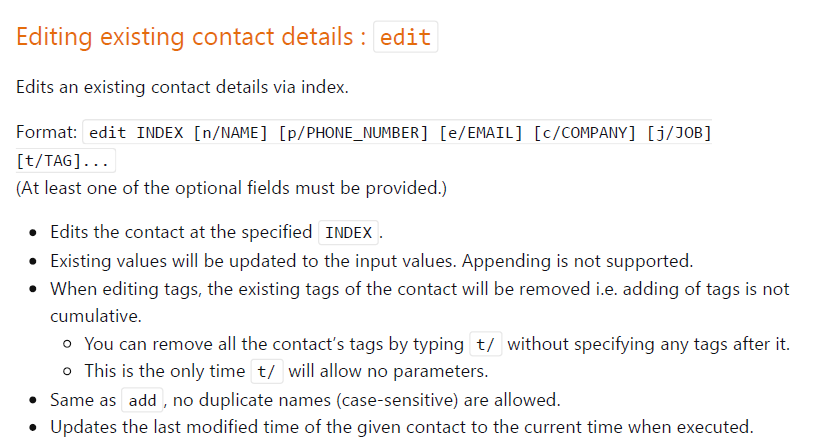 Editing existing contact details : edit
Edits an existing contact details via index.
Format: edit INDEX [n/NAME] [p/PHONE_NUMBER] [e/EMAIL] [c/COMPANY] [j/JOB]
[t/TAG]...
(At least one of the optional fields must be provided.)
• Edits the contact at the specified INDEX.
• Existing values will be updated to the input values. Appending is not supported.
• When editing tags, the existing tags of the contact will be removed i.e. adding of tags is not
cumulative.
◦ You can remove all the contact’s tags by typing t/ without specifying any tags after it.
◦ This is the only time t/ will allow no parameters.
• Same as add, no duplicate names (case-sensitive) are allowed.
• Updates the last modified time of the given contact to the current time when executed.